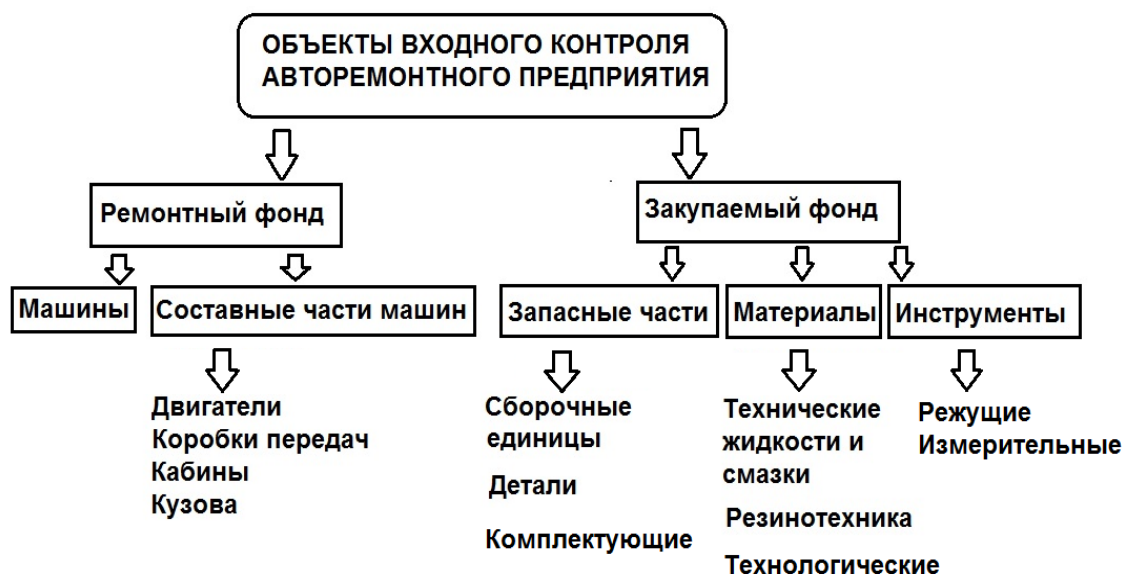 ОБЪЕКТЫ ВХОДНОГО КОНТРОЛЯ
АВТОРЕМОНТНОГО ПРЕДПРИЯТИЯ
Ремонтный фонд
Закупаемый фонд
Машины
Составные части машин
Запасные части
Материалы
Инструменты
Двигатели
Коробки передач
Кабины
Кузова
Сборочные
единицы
Детали
Комплектующие
Технические
жидкости и
смазки
Резинотехника
Технологические
Режущие
Измерительные